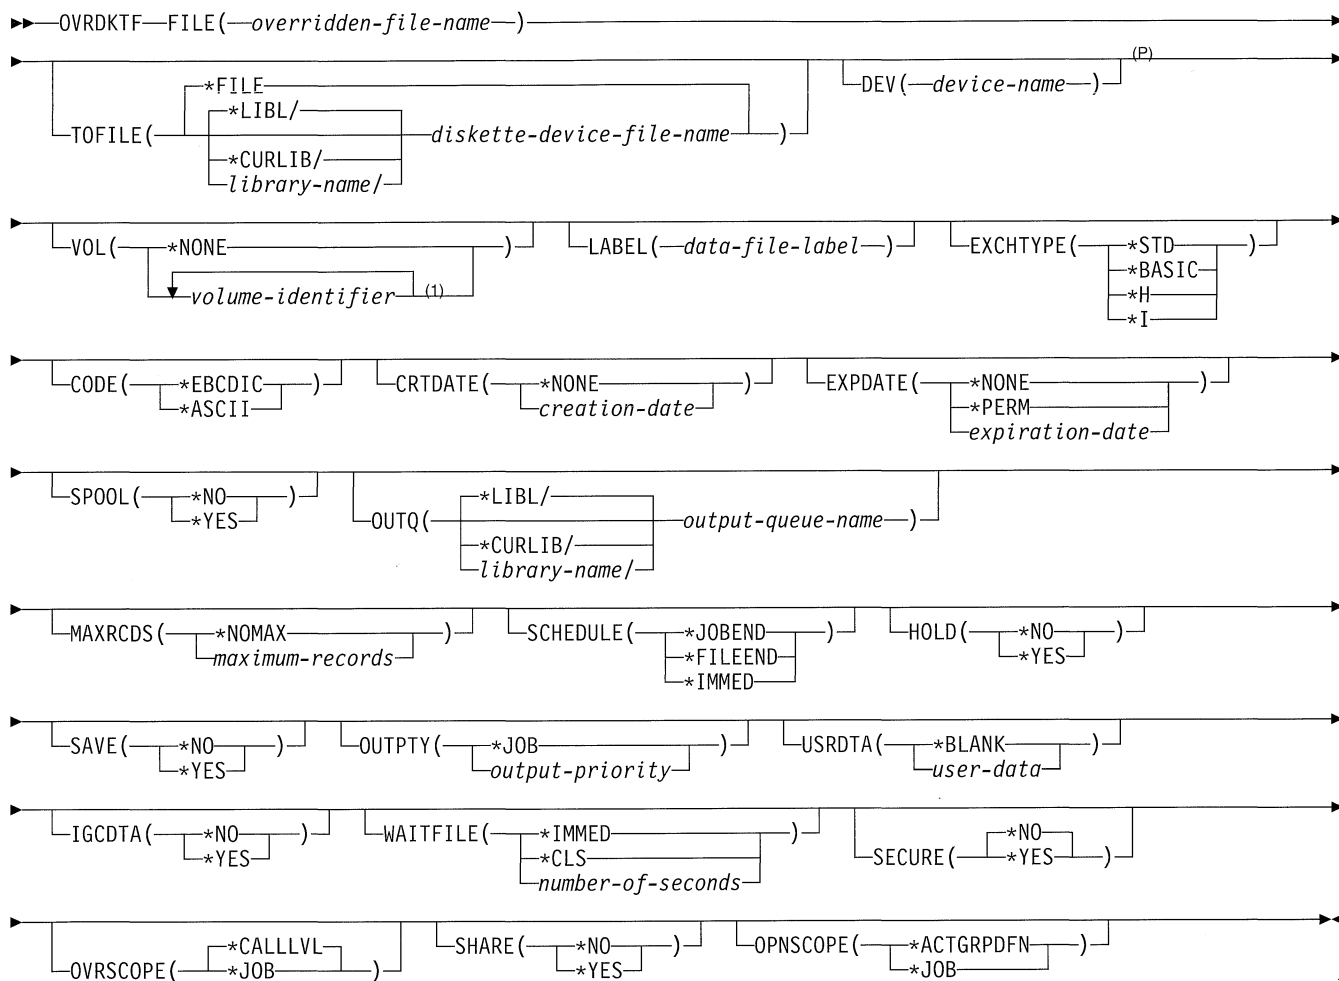 OVRDKTF FILE( overridden-file-name )
(P)
*FILE
DEV( device-name )
*LIBL/
TOFILE( diskette-device-file-name )
*CURLIB/
library-name/
VOL( *NONE ) LABEL( data-file-label ) EXCHTYPE( *STD )
*BASIC
volume-identifier (1)
*H
*I
CODE( *EBCDIC ) CRTDATE( *NONE ) EXPDATE( *NONE )
*ASCII creation-date *PERM
expiration-date
SPOOL( *NO ) *LIBL/
*YES OUTQ( output-queue-name )
*CURLIB/
library-name/
MAXRCDS( *NOMAX ) SCHEDULE( *JOBEND ) HOLD( *NO )
maximum-records *FILEEND *YES
*IMMED
SAVE( *NO ) OUTPTY( *JOB ) USRDTA( *BLANK )
*YES output-priority user-data
IGCDTA( *NO ) WAITFILE( *IMMED ) *NO
*YES *CLS SECURE( *YES )
number-of-seconds
*CALLLVL SHARE( *NO ) OPNSCOPE( *ACTGRPDFN )
OVRSCOPE( *JOB ) *YES *JOB